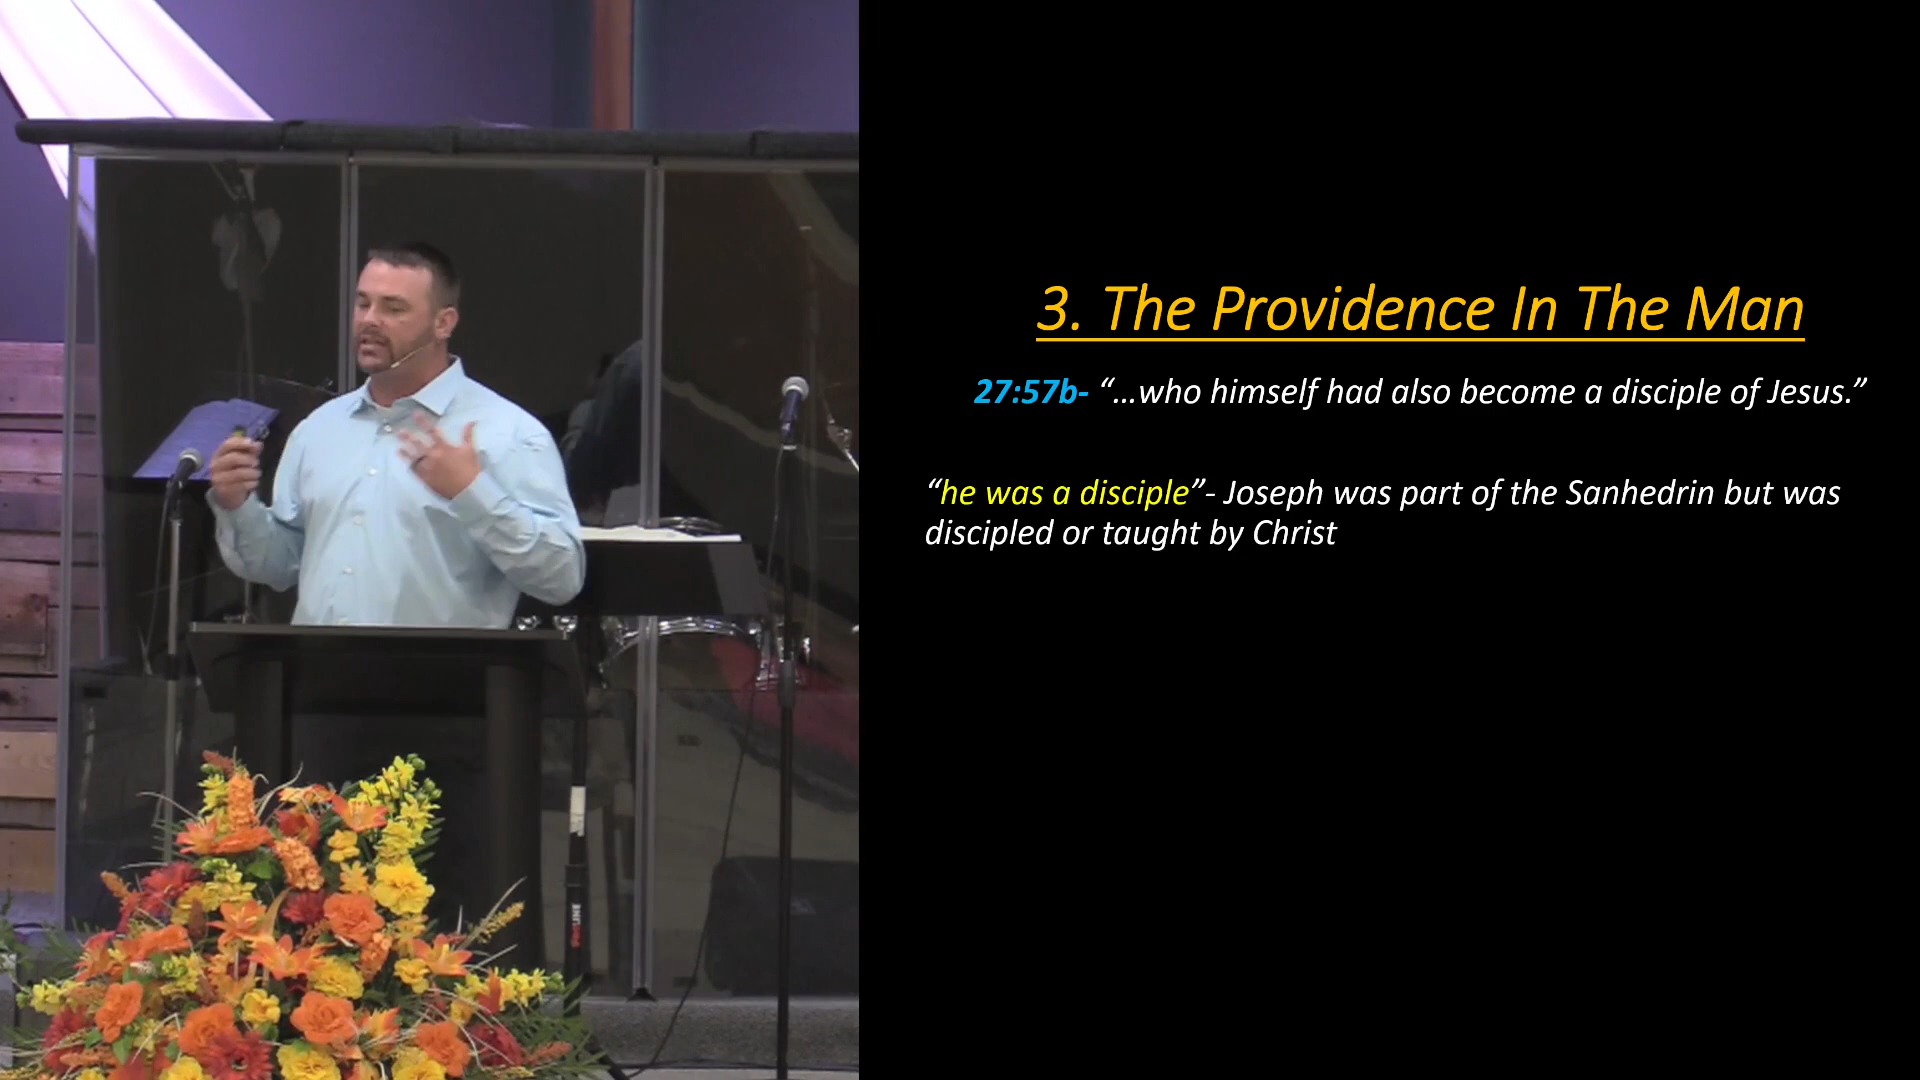 3. The Providence In The Man
27:57b- “…who himself had also become a disciple of Jesus.”
“he was a disciple”- Joseph was part of the Sanhedrin but was
discipled or taught by Christ